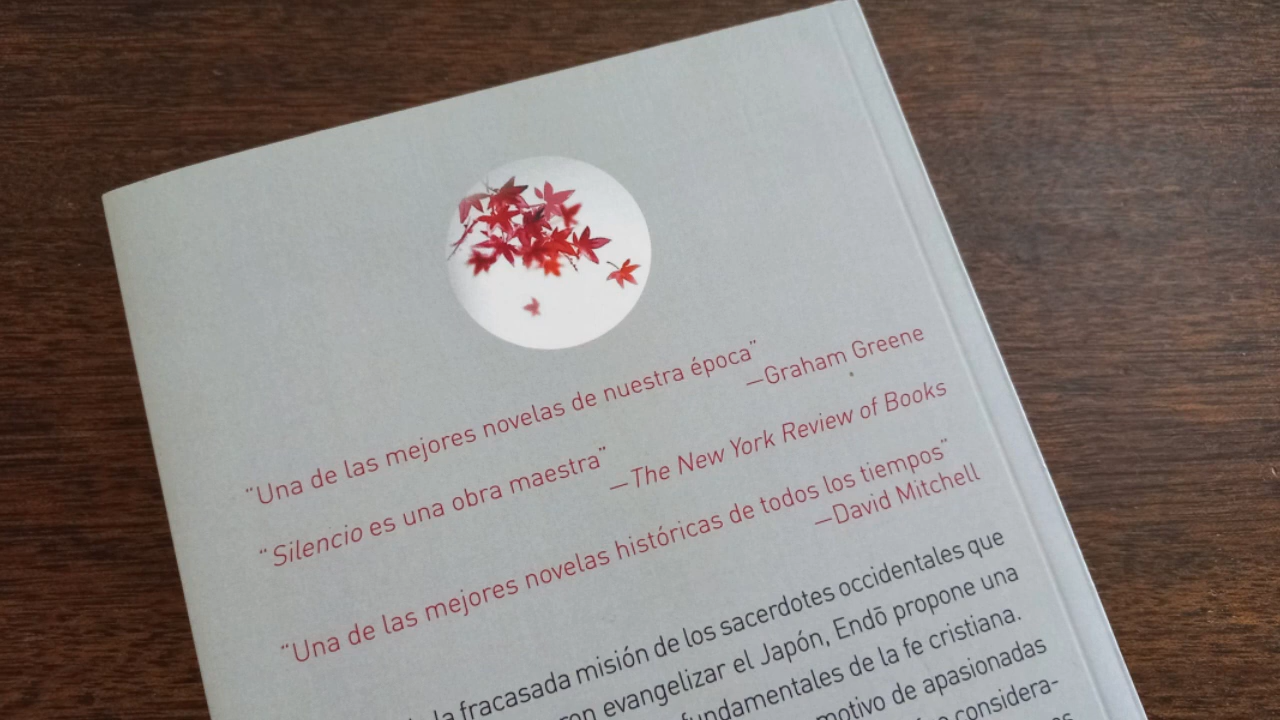 “Una de las mejores novelas de nuestra época”
—Graham Greene
“Silencio es una obra maestra”
—The New York Review of Books
“Una de las mejores novelas históricas de todos los tiempos”
—David Mitchell
la fracasada misión de los sacerdotes occidentales que
evangelizar el Japón, Endō propone una
fundamentales de la fe cristiana.
motivo de apasionadas
considera-